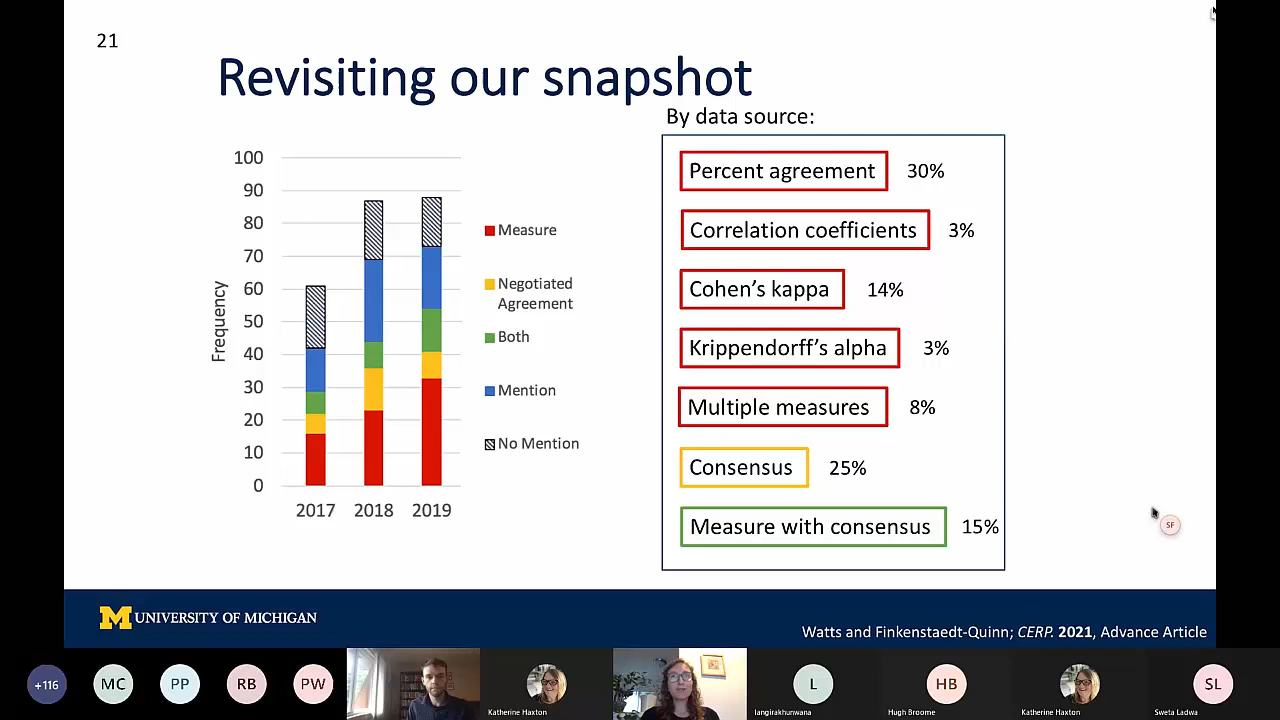 21
Revisiting our snapshot
By data source:
100
90
80
70
60
50
40
30
20
10
0
Frequency
2017
2018
2019
Measure
Negotiated
Agreement
Both
Mention
No Mention
Percent agreement 30%
Correlation coefficients 3%
Cohen’s kappa 14%
Krippendorff’s alpha 3%
Multiple measures 8%
Consensus 25%
Measure with consensus 15%
SF
M UNIVERSITY OF MICHIGAN
Watts and Finkenstaedt-Quinn; CERP. 2021, Advance Article
+116
MC
PP
RB
PW
Katherine Haxton
L
langirakhunwana
HB
Hugh Broome
Katherine Haxton
SL
Sweta Ladwa